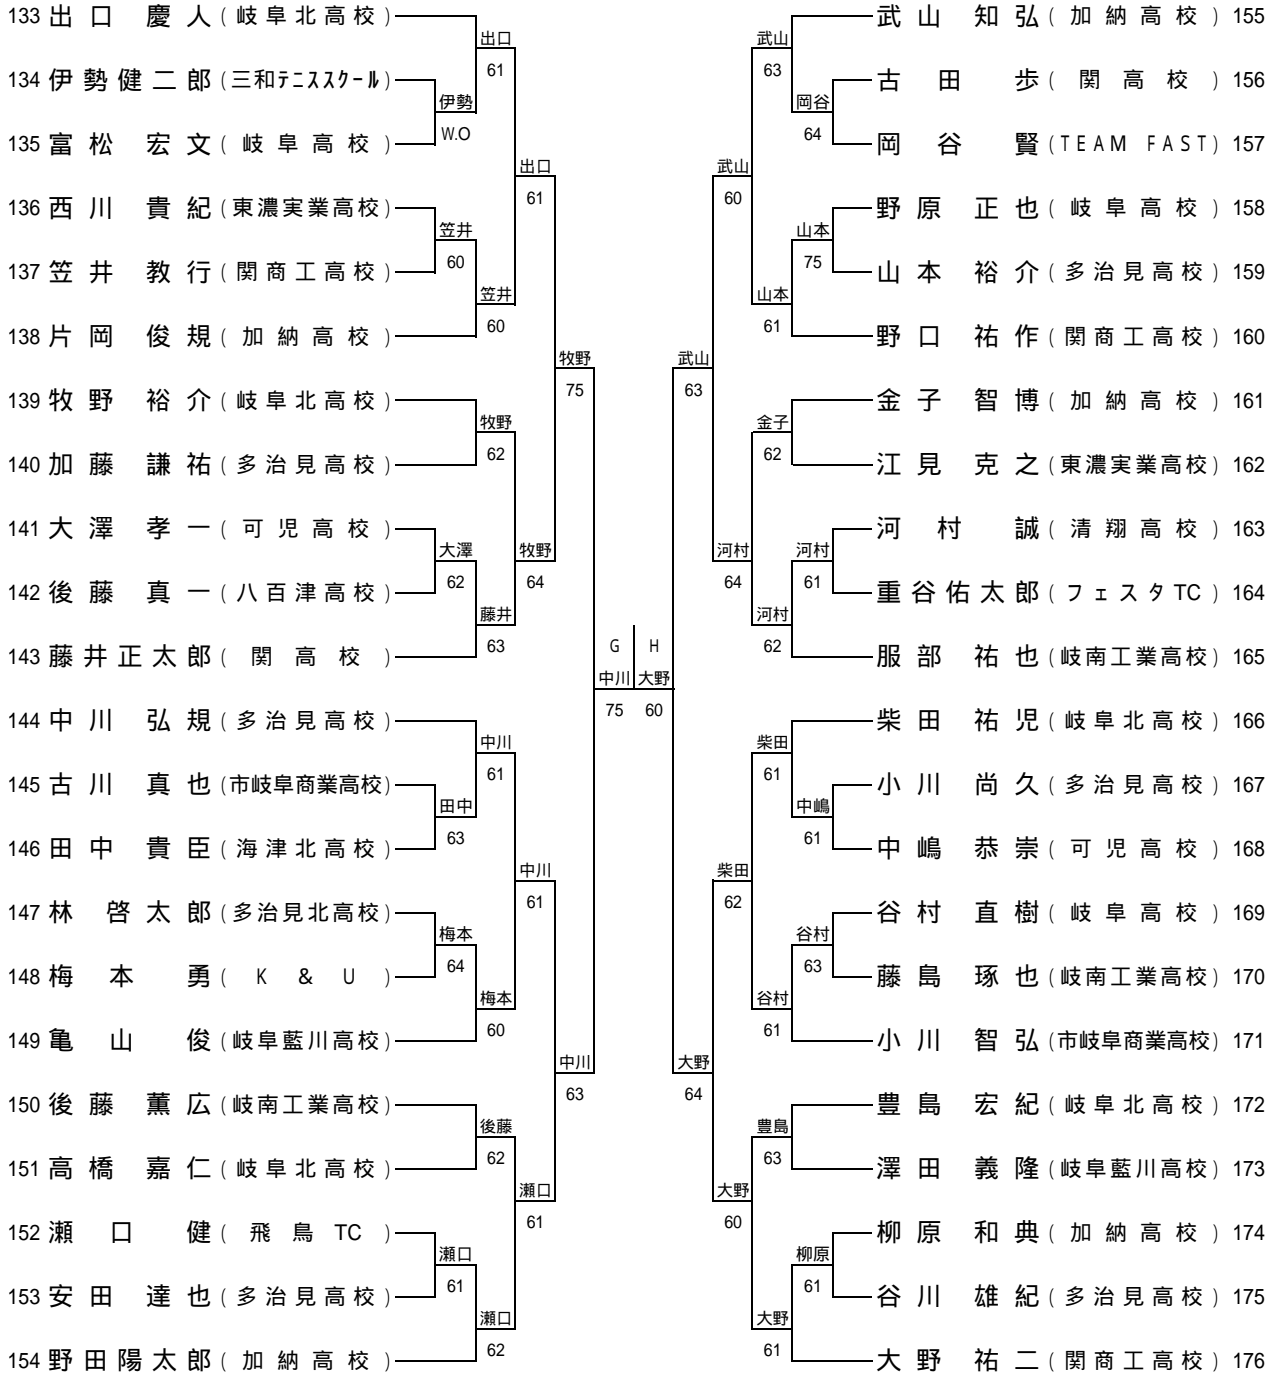 133 出口 慶人 (岐阜北高校)
134 伊勢健二郎 (三和テニススクール)
135 富松 宏文 (岐阜高校)
136 西川 貴紀 (東濃実業高校)
137 笠井 教行 (関商工高校)
138 片岡 俊規 (加納高校)
139 牧野 裕介 (岐阜北高校)
140 加藤 謙祐 (多治見高校)
141 大澤 孝一 (可児高校)
142 後藤 真一 (八百津高校)
143 藤井正太郎 (関高校)
144 中川 弘規 (多治見高校)
145 古川 真也 (市岐阜商業高校)
146 田中 貴臣 (海津北高校)
147 林 啓太郎 (多治見北高校)
148 梅本 勇 (K & U)
149 亀山 俊 (岐阜藍川高校)
150 後藤 薫広 (岐南工業高校)
151 高橋 嘉仁 (岐阜北高校)
152 瀬口 健 (飛鳥TC)
153 安田 達也 (多治見高校)
154 野田陽太郎 (加納高校)
伊勢
W.O
笠井
60
大澤
62
田中
63
梅本
64
瀬口
61
出口
61
笠井
60
牧野
62
藤井
63
中川
61
梅本
60
後藤
62
瀬口
62
出口
61
牧野
64
中川
61
瀬口
61
牧野
75
中川
63
G H
中川 大野
75 60
武山
63
大野
64
武山
60
河村
64
柴田
62
大野
60
武山
63
山本
61
金子
62
河村
62
柴田
61
谷村
61
豊島
63
大野
61
岡谷
64
山本
75
河村
61
中嶋
61
谷村
63
柳原
61
武山 知弘 (加納高校) 155
古田 歩 (関高校) 156
岡谷 賢 (TEAM FAST) 157
野原 正也 (岐阜高校) 158
山本 裕介 (多治見高校) 159
野口 祐作 (関商工高校) 160
金子 智博 (加納高校) 161
江見 克之 (東濃実業高校) 162
河村 誠 (清翔高校) 163
重谷佑太郎 (フェスタTC) 164
服部 祐也 (岐南工業高校) 165
柴田 祐児 (岐阜北高校) 166
小川 尚久 (多治見高校) 167
中嶋 恭崇 (可児高校) 168
谷村 直樹 (岐阜高校) 169
藤島 琢也 (岐南工業高校) 170
小川 智弘 (市岐阜商業高校) 171
豊島 宏紀 (岐阜北高校) 172
澤田 義隆 (岐阜藍川高校) 173
柳原 和典 (加納高校) 174
谷川 雄紀 (多治見高校) 175
大野 祐二 (関商工高校) 176